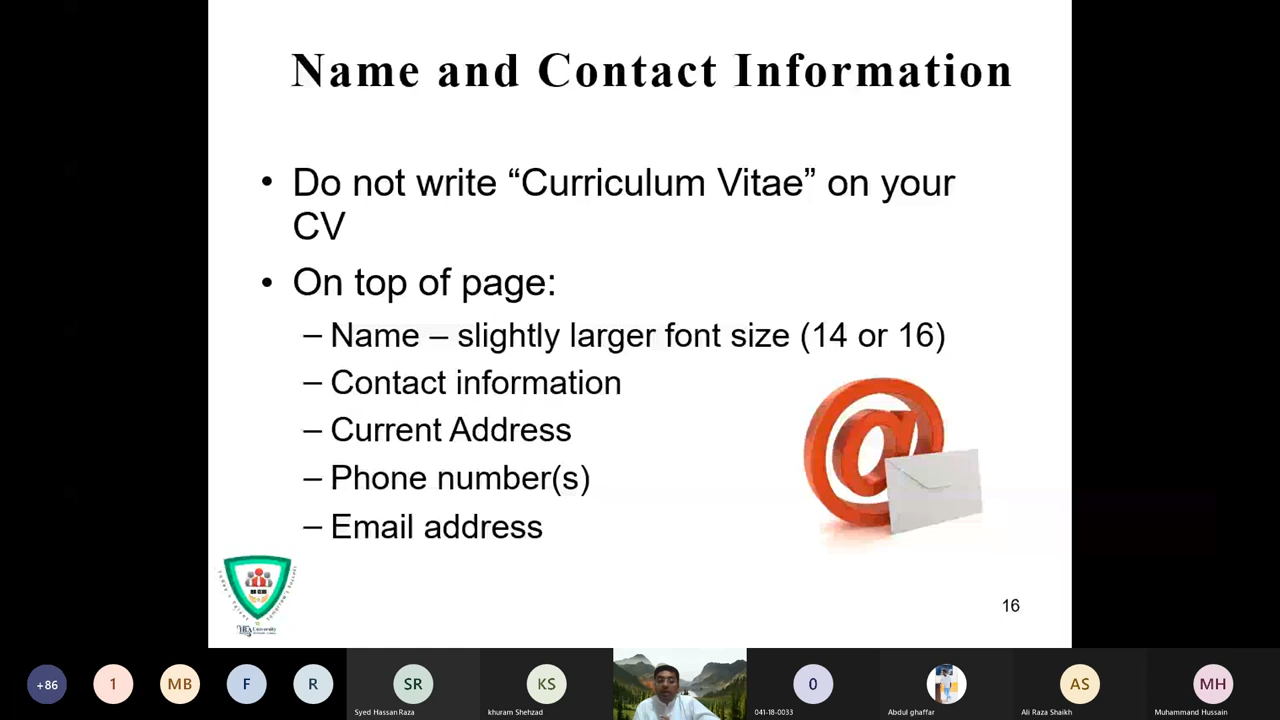 Name and Contact Information
• Do not write “Curriculum Vitae” on your
CV
• On top of page:
– Name – slightly larger font size (14 or 16)
– Contact information
– Current Address
– Phone number(s)
– Email address
University
16
+86
1
MB
F
R
SR
KS
0
AS
MH
Syed Hassan Raza
khuram Shehzad
041-18-0033
Abdul ghaffar
Ali Raza Shaikh
Muhammand Hussain